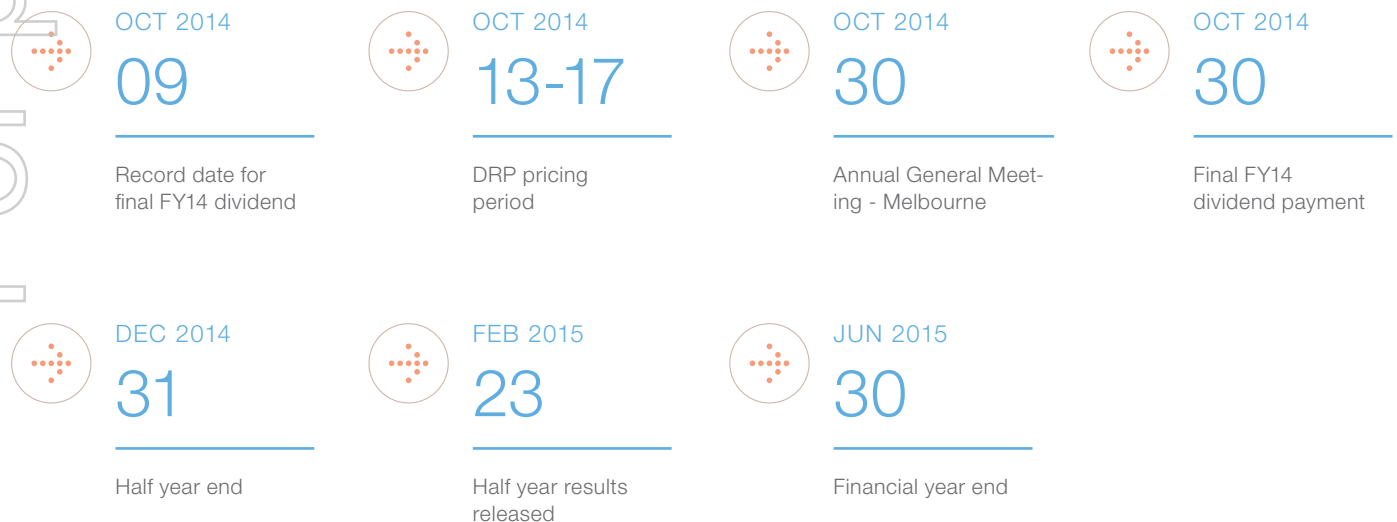 OCT 2014
09
Record date for
final FY14 dividend
OCT 2014
13-17
DRP pricing
period
OCT 2014
30
Annual General Meet-
ing - Melbourne
OCT 2014
30
Final FY14
dividend payment
DEC 2014
31
Half year end
FEB 2015
23
Half year results
released
JUN 2015
30
Financial year end